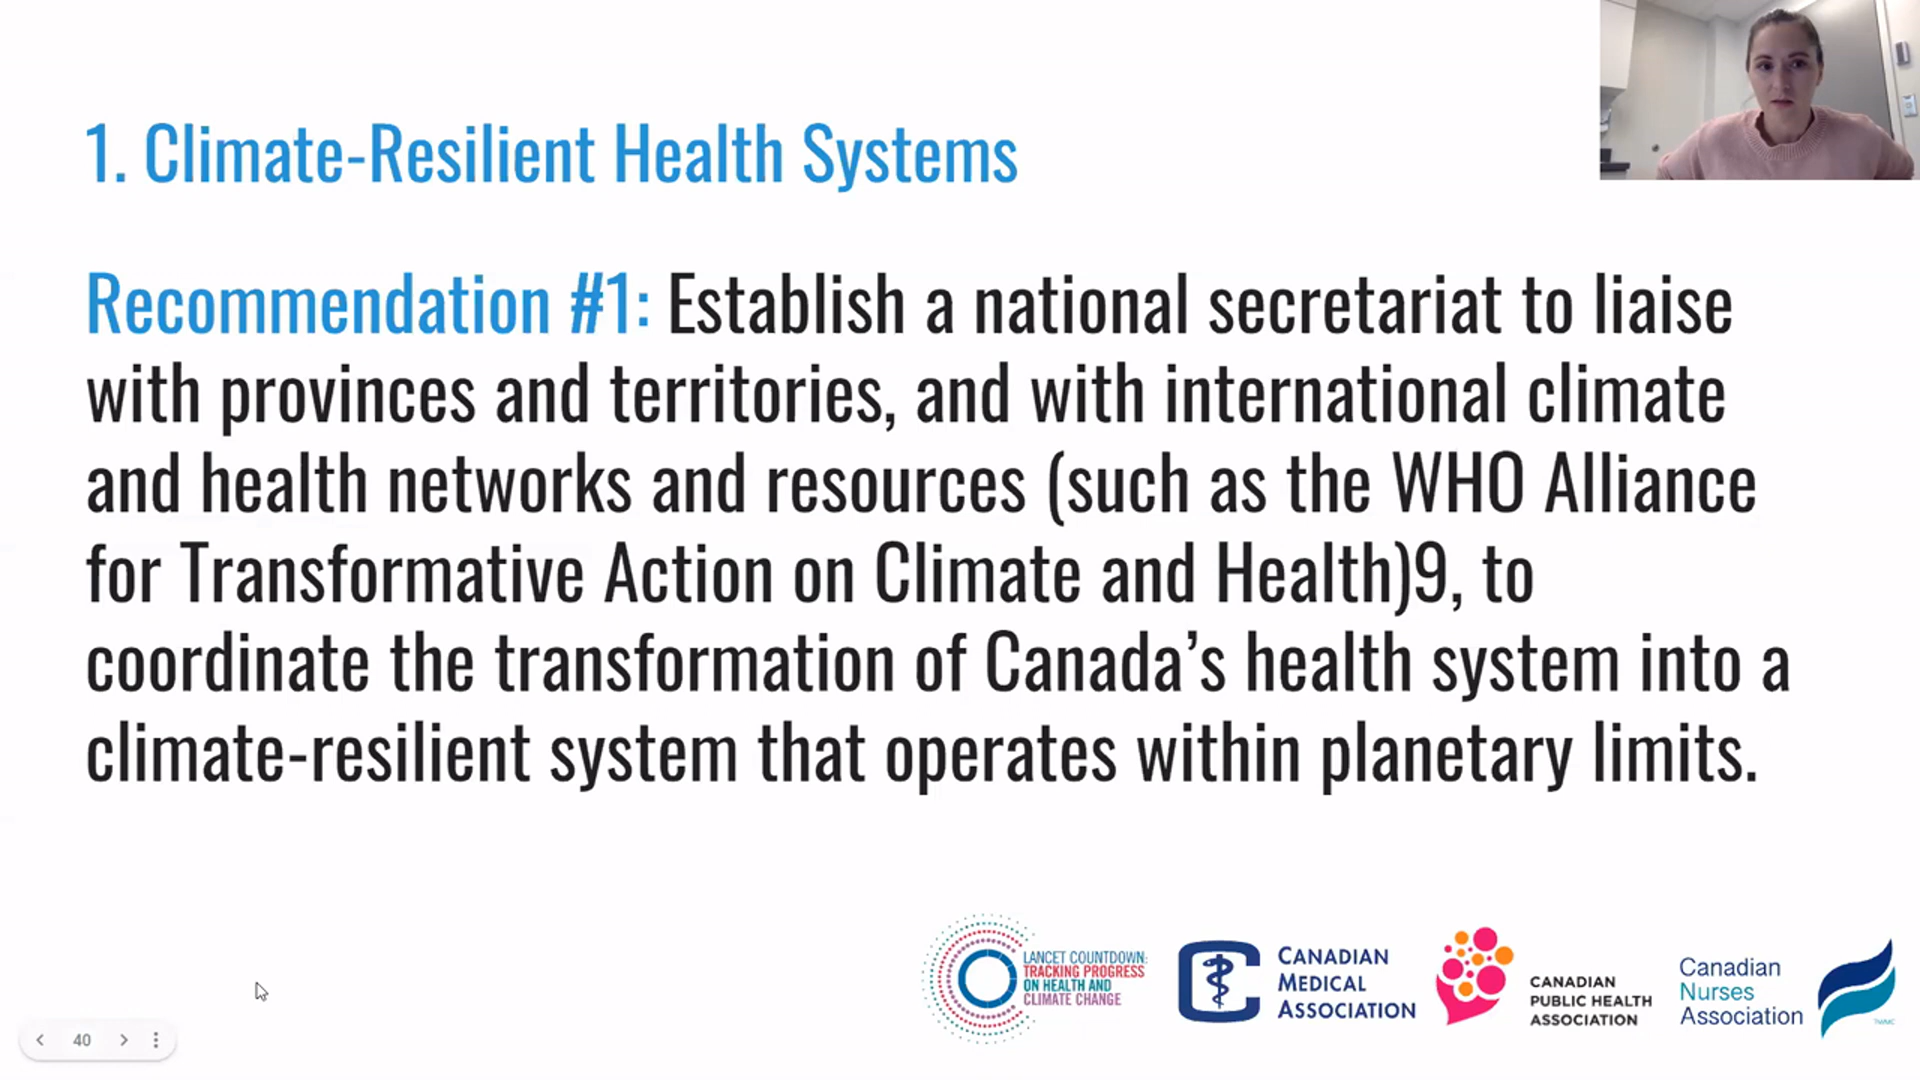 1. Climate-Resilient Health Systems
Recommendation #1: Establish a national secretariat to liaise
with provinces and territories, and with international climate
and health networks and resources (such as the WHO Alliance
for Transformative Action on Climate and Health)9, to
coordinate the transformation of Canada’s health system into a
climate-resilient system that operates within planetary limits.
LANCET COUNTDOWN:
TRACKING PROGRESS
ON HEALTH AND
CLIMATE CHANGE
CANADIAN
MEDICAL
ASSOCIATION
CANADIAN
PUBLIC HEALTH
ASSOCIATION
Canadian
Nurses
Association
40